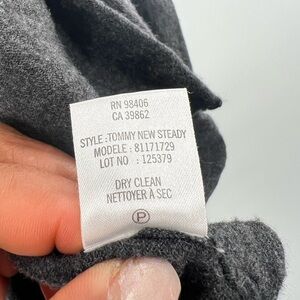 RN 98406
CA 39862
STYLE : TOMMY NEW STEADY
MODELE : 81171729
LOT NO : 125379
DRY CLEAN
NETTOYER À SEC
P